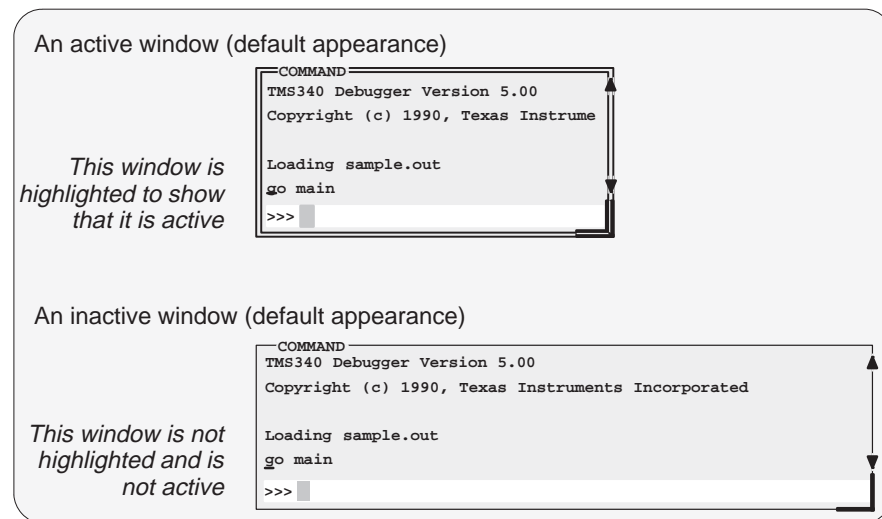 An active window (default appearance)
COMMAND
TMS340 Debugger Version 5.00
Copyright (c) 1990, Texas Instrume
Loading sample.out
go main
>>>
This window is
highlighted to show
that it is active
An inactive window (default appearance)
COMMAND
TMS340 Debugger Version 5.00
Copyright (c) 1990, Texas Instruments Incorporated
Loading sample.out
go main
>>>
This window is not
highlighted and is
not active